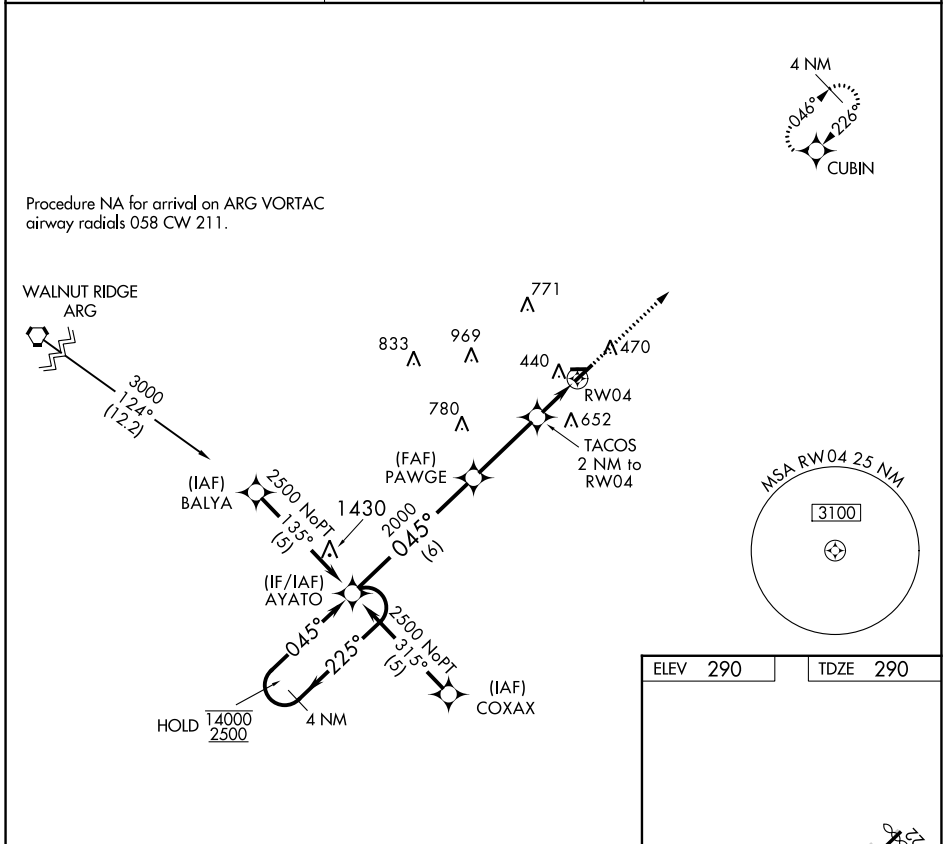 4 NM
046°
226°
CUBIN
Procedure NA for arrival on ARG VORTAC
airway radials 058 CW 211.
WALNUT RIDGE
ARG
771
833
969
440
470
3000
124°
(12.2)
RW04
780
652
TACOS
2 NM to
RW04
(FAF)
PAWGE
MSA RW04 25 NM
3100
(IAF)
BALYA
2500 NoPT
135°
(5)
1430
2000
045°
(6)
(IF/IAF)
AYATO
045°
225°
2500 NoPT
315°
(5)
(IAF)
COXAX
HOLD 14000
2500
4 NM
ELEV 290
TDZE 290
22